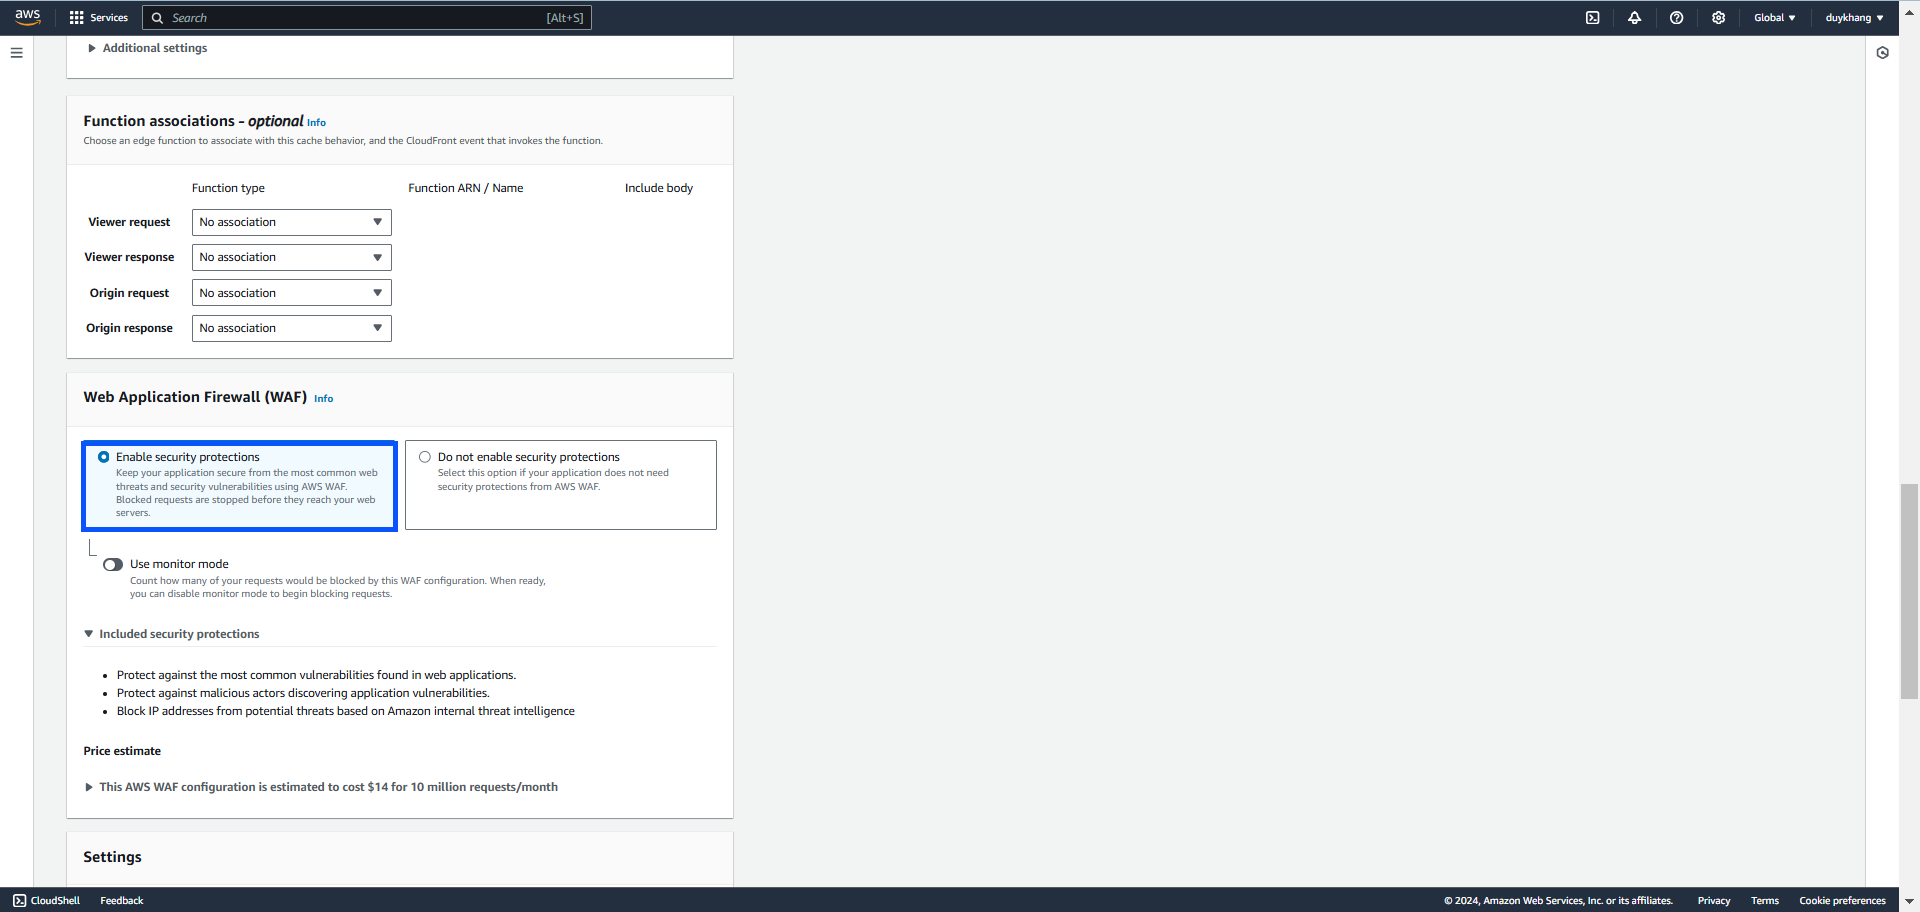 aws
Services
Search
[Alt+S]
Global
duykhang
Additional settings
Function associations - optional Info
Choose an edge function to associate with this cache behavior, and the CloudFront event that invokes the function.
Function type
Function ARN / Name
Include body
Viewer request
No association
Viewer response
No association
Origin request
No association
Origin response
No association
Web Application Firewall (WAF) Info
Enable security protections
Keep your application secure from the most common web
threats and security vulnerabilities using AWS WAF.
Blocked requests are stopped before they reach your web
servers.
Do not enable security protections
Select this option if your application does not need
security protections from AWS WAF.
Use monitor mode
Count how many of your requests would be blocked by this WAF configuration. When ready,
you can disable monitor mode to begin blocking requests.
Included security protections
• Protect against the most common vulnerabilities found in web applications.
• Protect against malicious actors discovering application vulnerabilities.
• Block IP addresses from potential threats based on Amazon internal threat intelligence
Price estimate
This AWS WAF configuration is estimated to cost $14 for 10 million requests/month
Settings
CloudShell
Feedback
© 2024, Amazon Web Services, Inc. or its affiliates.
Privacy
Terms
Cookie preferences